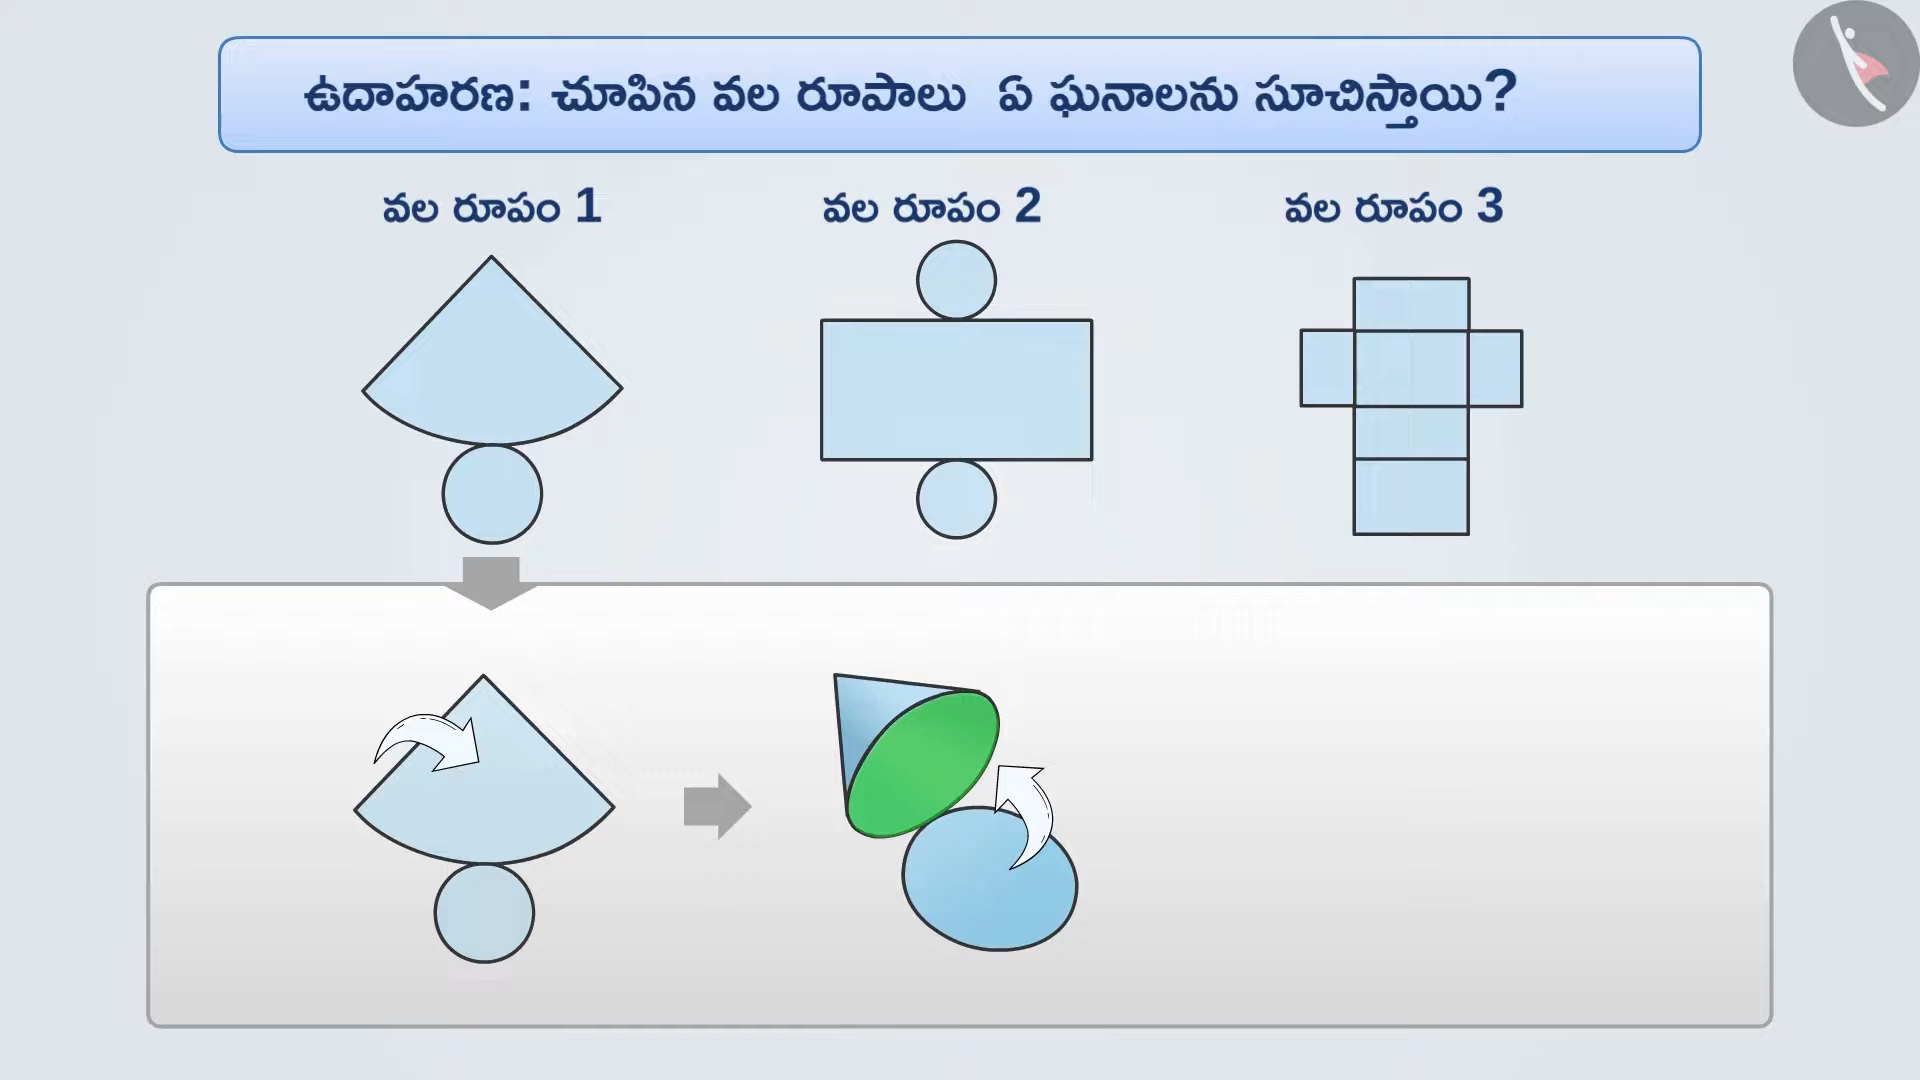 ఉదాహరణ: చూపిన వల రూపాలు ఏ ఘనాలను సూచిస్తాయి?
వల రూపం 1
వల రూపం 2
వల రూపం 3